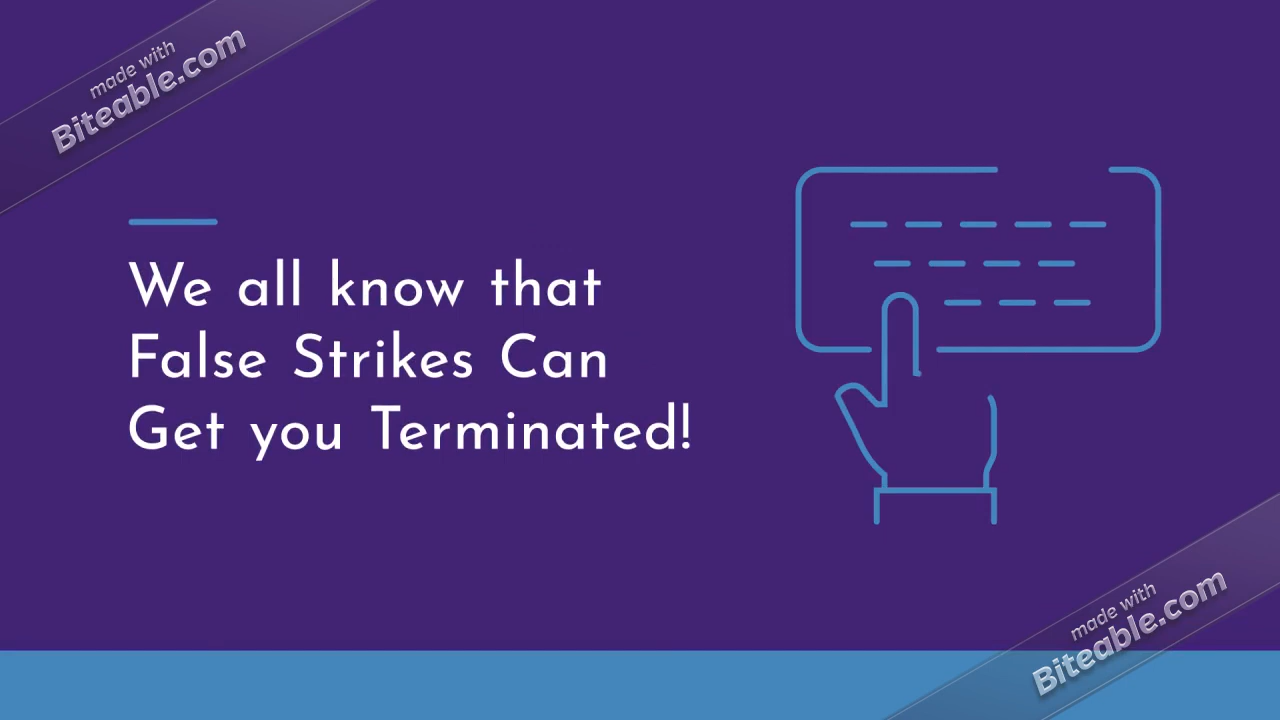 made with
Biteable.com
We all know that
False Strikes Can
Get you Terminated!
made with
Biteable.com